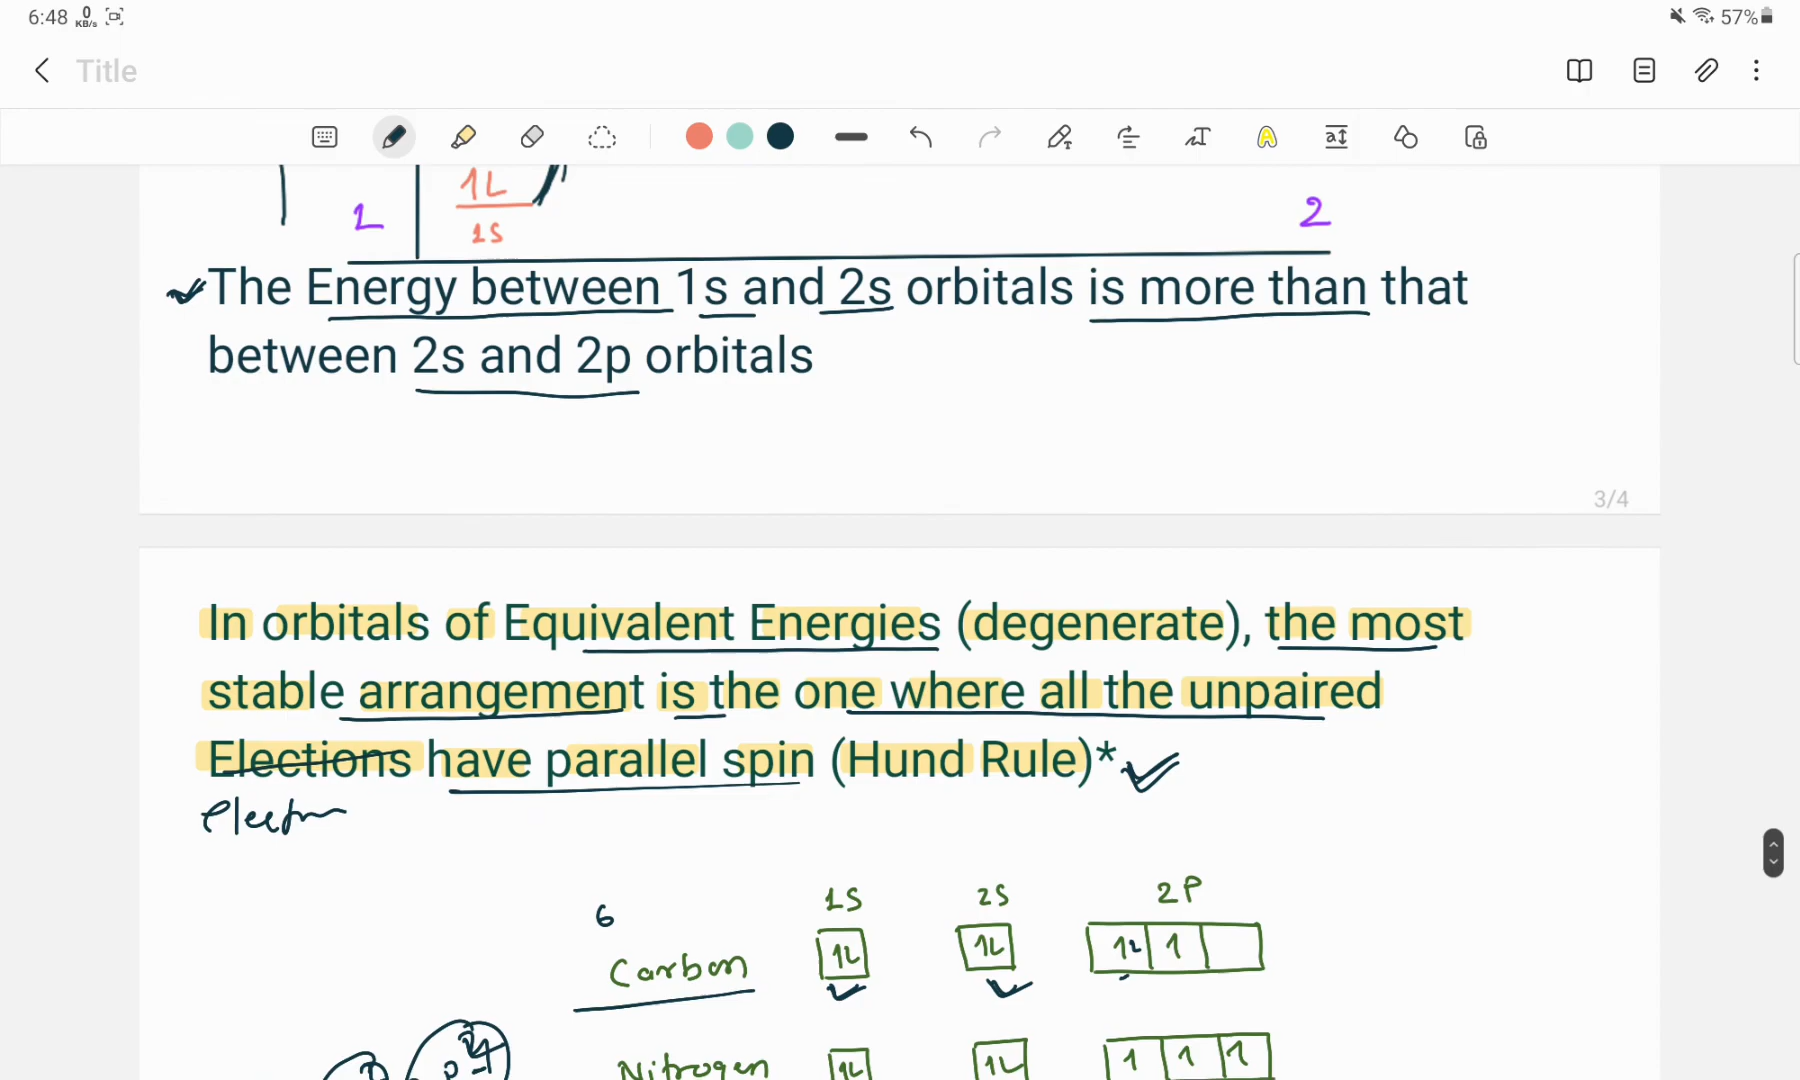 6:48 0 KB/s 57%
Title
1L
1S
2
The Energy between 1s and 2s orbitals is more than that
between 2s and 2p orbitals
3/4
In orbitals of Equivalent Energies (degenerate), the most
stable arrangement is the one where all the unpaired
Elections have parallel spin (Hund Rule)*
1S 2S 2P
6
Carbon 1L 1L 1L 1
Nitrogen 1L 1L 1 1 1